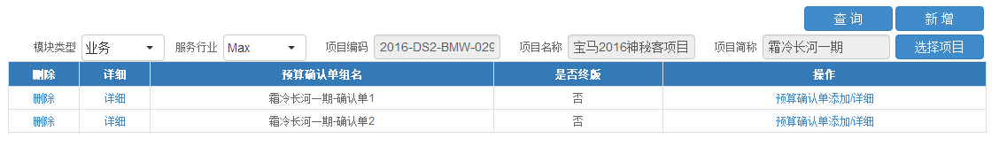 查 询 新 增
模块类型 业务 服务行业 Max 项目编码 2016-DS2-BMW-029 项目名称 宝马2016神秘客项目 项目简称 霜冷长河一期 选择项目
删除 详细 预算确认单组名 是否终版 操作
删除 详细 霜冷长河一期-确认单1 否 预算确认单添加/详细
删除 详细 霜冷长河一期-确认单2 否 预算确认单添加/详细